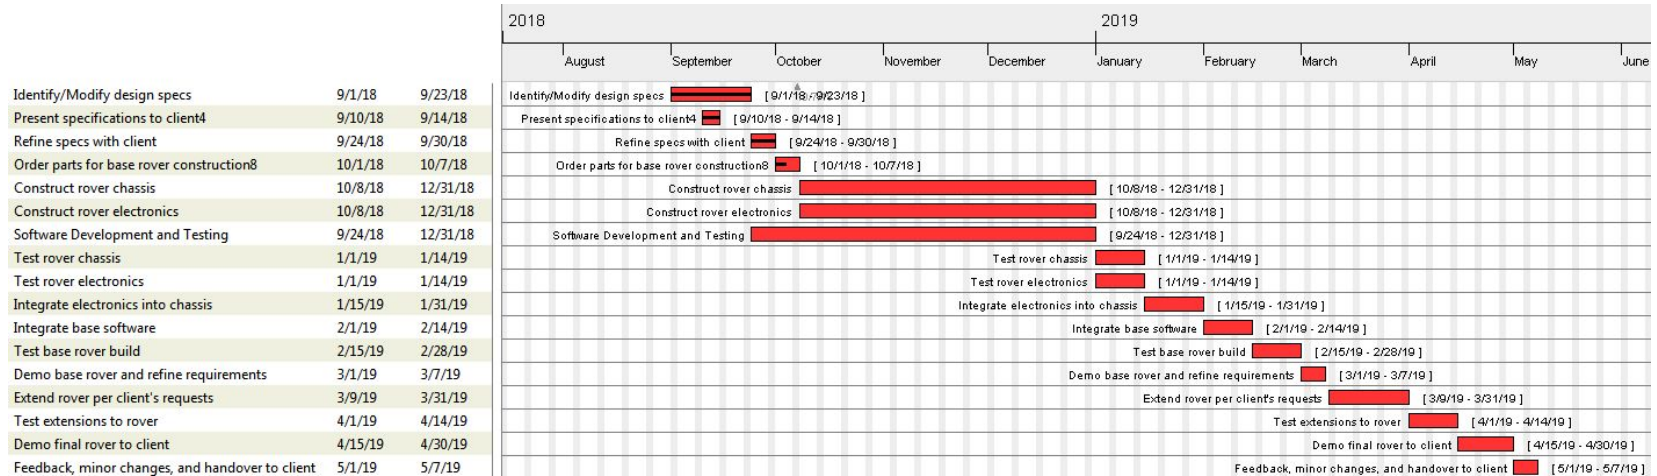 2018 2019
August September October November December January February March April May June
Identify/Modify design specs 9/1/18 9/23/18 Identify/Modify design specs [ 9/1/18 - 9/23/18 ]
Present specifications to client4 9/10/18 9/14/18 Present specifications to client4 [ 9/10/18 - 9/14/18 ]
Refine specs with client 9/24/18 9/30/18 Refine specs with client [ 9/24/18 - 9/30/18 ]
Order parts for base rover construction8 10/1/18 10/7/18 Order parts for base rover construction8 [ 10/1/18 - 10/7/18 ]
Construct rover chassis 10/8/18 12/31/18 Construct rover chassis [ 10/8/18 - 12/31/18 ]
Construct rover electronics 10/8/18 12/31/18 Construct rover electronics [ 10/8/18 - 12/31/18 ]
Software Development and Testing 9/24/18 12/31/18 Software Development and Testing [ 9/24/18 - 12/31/18 ]
Test rover chassis 1/1/19 1/14/19 Test rover chassis [ 1/1/19 - 1/14/19 ]
Test rover electronics 1/1/19 1/14/19 Test rover electronics [ 1/1/19 - 1/14/19 ]
Integrate electronics into chassis 1/15/19 1/31/19 Integrate electronics into chassis [ 1/15/19 - 1/31/19 ]
Integrate base software 2/1/19 2/14/19 Integrate base software [ 2/1/19 - 2/14/19 ]
Test base rover build 2/15/19 2/28/19 Test base rover build [ 2/15/19 - 2/28/19 ]
Demo base rover and refine requirements 3/1/19 3/7/19 Demo base rover and refine requirements [ 3/1/19 - 3/7/19 ]
Extend rover per client's requests 3/9/19 3/31/19 Extend rover per client's requests [ 3/9/19 - 3/31/19 ]
Test extensions to rover 4/1/19 4/14/19 Test extensions to rover [ 4/1/19 - 4/14/19 ]
Demo final rover to client 4/15/19 4/30/19 Demo final rover to client [ 4/15/19 - 4/30/19 ]
Feedback, minor changes, and handover to client 5/1/19 5/7/19 Feedback, minor changes, and handover to client [ 5/1/19 - 5/7/19 ]